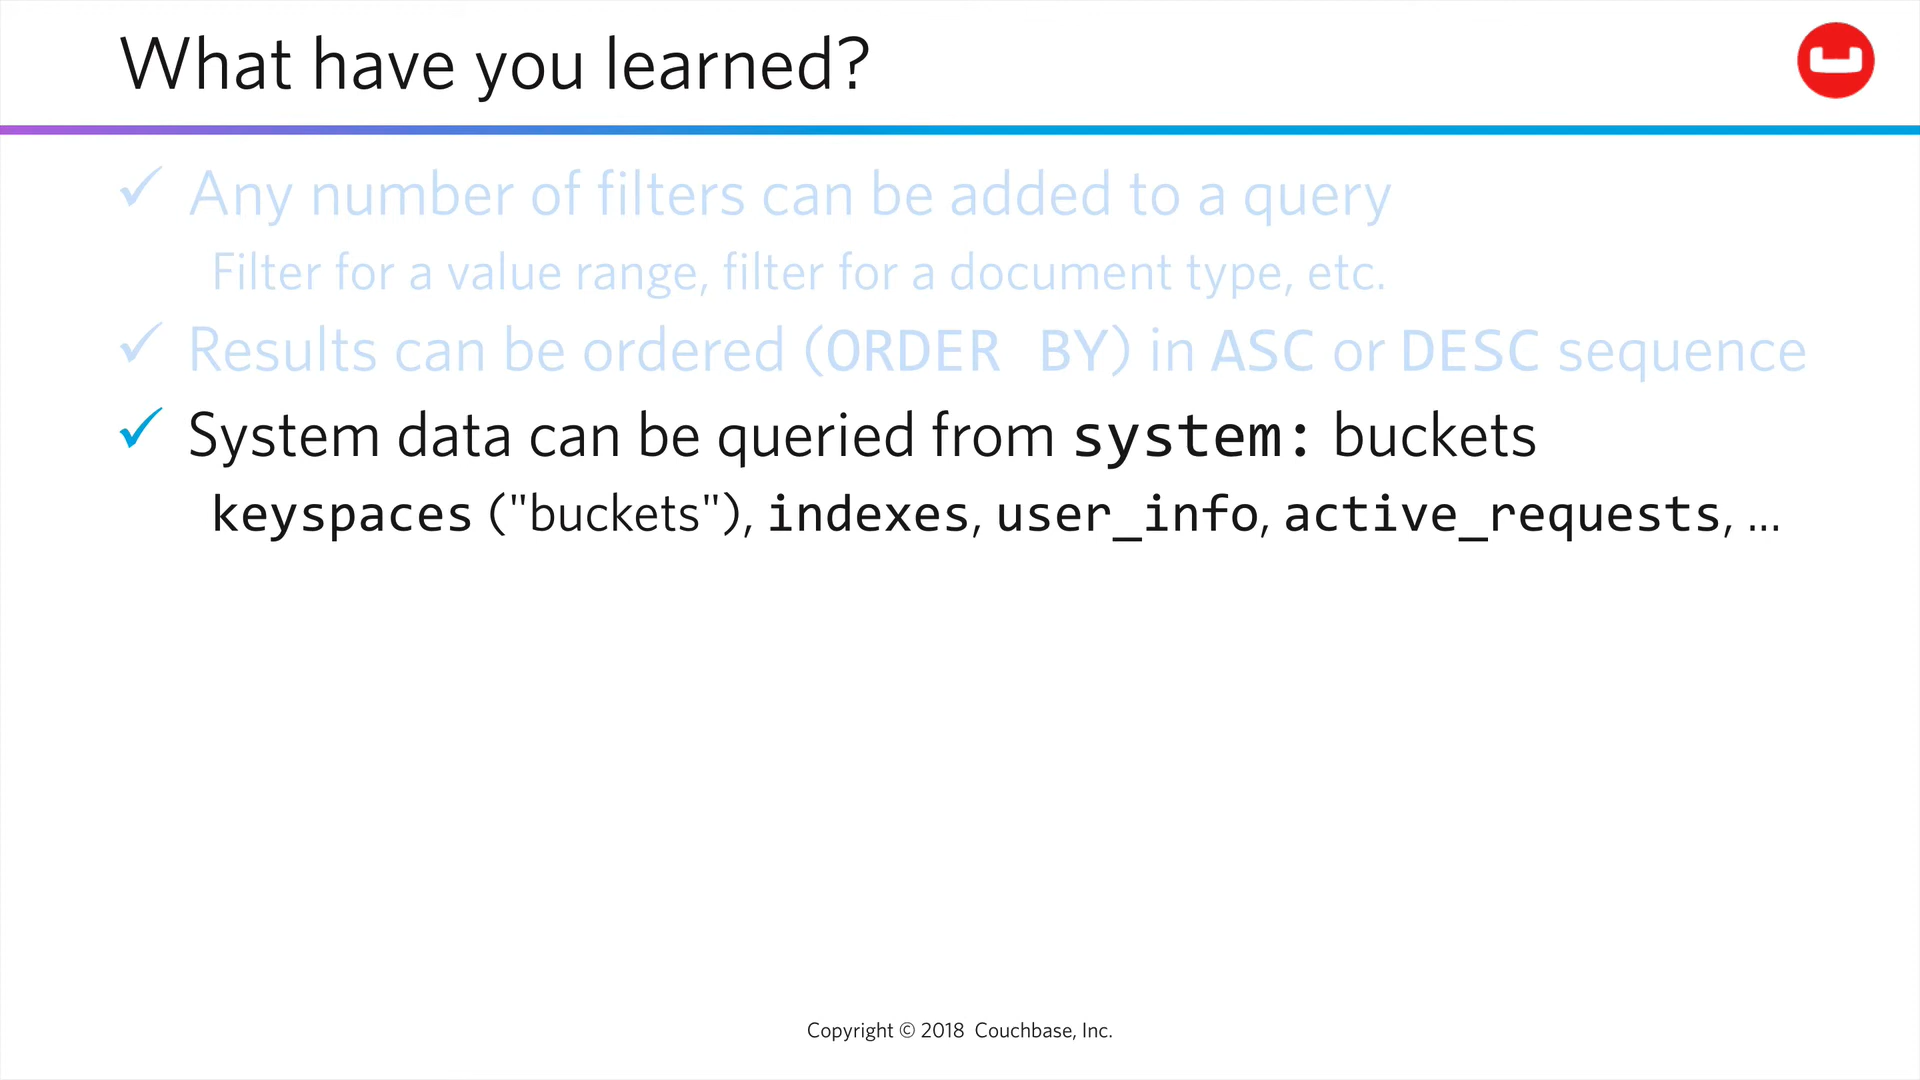 What have you learned?
✓ Any number of filters can be added to a query
Filter for a value range, filter for a document type, etc.
✓ Results can be ordered (ORDER BY) in ASC or DESC sequence
✓ System data can be queried from system: buckets
keyspaces ("buckets"), indexes, user_info, active_requests, ...
Copyright © 2018 Couchbase, Inc.